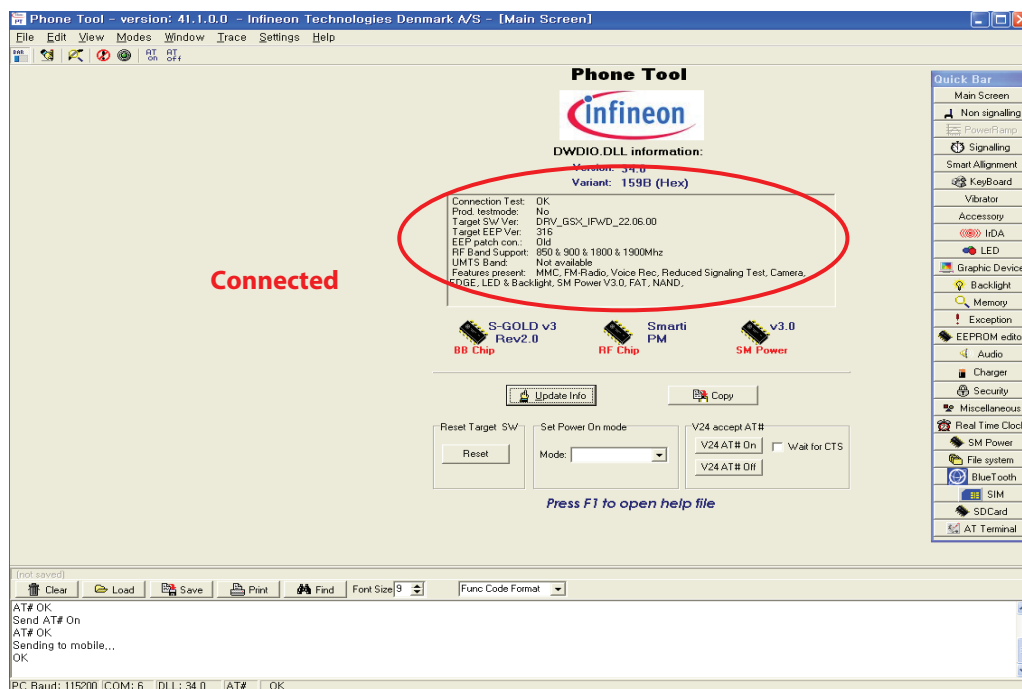 Phone Tool - version: 41.1.0.0 - Infineon Technologies Denmark A/S - [Main Screen]
File Edit View Modes Window Trace Settings Help
BAR AT on AT off
Phone Tool
infineon
DWDIO.DLL information:
Version: 34.0
Variant: 159B (Hex)
Connection Test: OK
Prod. testmode: No
Target SW Ver: DRV_GSX_IFWD_22.06.00
Target EEP Ver: 316
EEP patch con.: Old
RF Band Support: 850 & 900 & 1800 & 1900Mhz
UMTS Band: Not available
Features present: MMC, FM-Radio, Voice Rec, Reduced Signaling Test, Camera,
EDGE, LED & Backlight, SM Power V3.0, FAT, NAND,
Connected
S-GOLD v3
Rev2.0
BB Chip
Smarti
PM
RF Chip
v3.0
SM Power
Update Info
Copy
Reset Target SW
Reset
Set Power On mode
Mode:
V24 accept AT#
V24 AT# On
Wait for CTS
V24 AT# Off
Press F1 to open help file
Quick Bar
Main Screen
Non signalling
PowerRamp
Signalling
Smart Allignment
KeyBoard
Vibrator
Accessory
IrDA
LED
Graphic Device
Backlight
Memory
Exception
EEPROM edito
Audio
Charger
Security
Miscellaneous
Real Time Clock
SM Power
File system
BlueTooth
SIM
SDCard
AT Terminal
(not saved)
Clear Load Save Print Find Font Size 9 Func Code Format
AT# OK
Send AT# On
AT# OK
Sending to mobile...
OK
PC Baud: 115200 COM: 6 DLL: 34.0 AT# OK